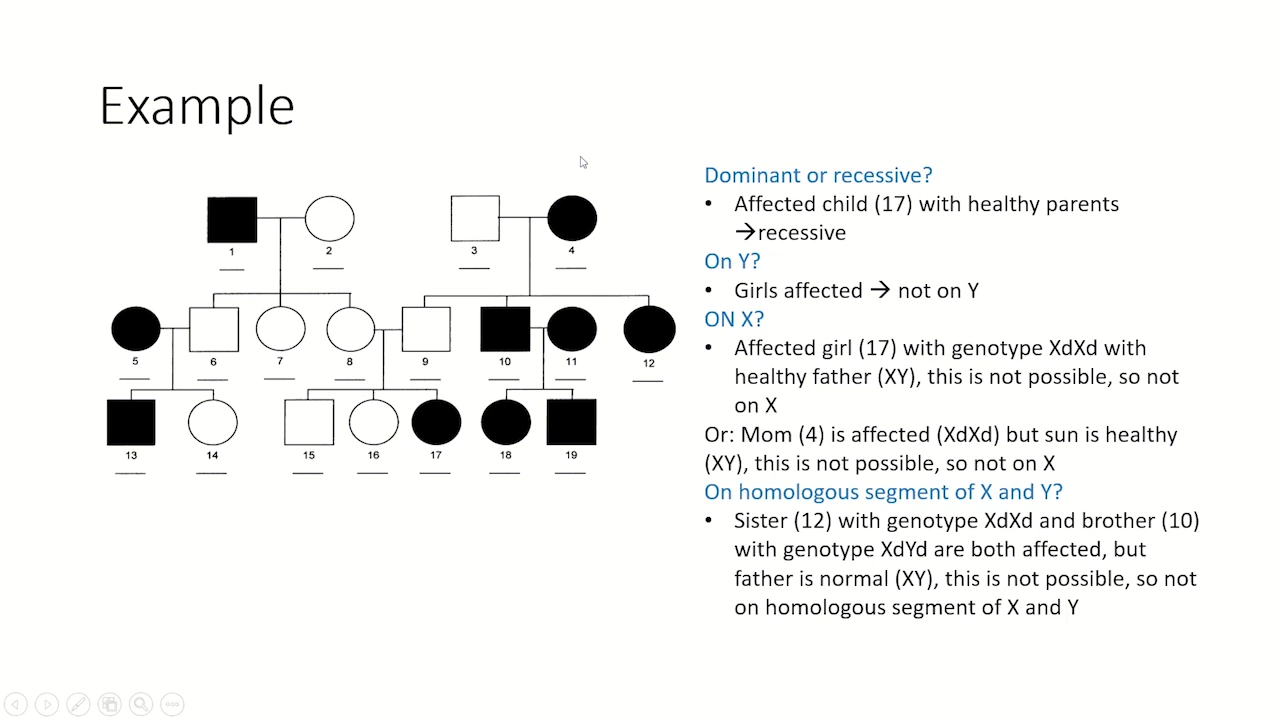 Example
1
2
3
4
5
6
7
8
9
10
11
12
13
14
15
16
17
18
19
Dominant or recessive?
• Affected child (17) with healthy parents
→recessive
On Y?
• Girls affected → not on Y
ON X?
• Affected girl (17) with genotype XdXd with
healthy father (XY), this is not possible, so not
on X
Or: Mom (4) is affected (XdXd) but sun is healthy
(XY), this is not possible, so not on X
On homologous segment of X and Y?
• Sister (12) with genotype XdXd and brother (10)
with genotype XdYd are both affected, but
father is normal (XY), this is not possible, so not
on homologous segment of X and Y